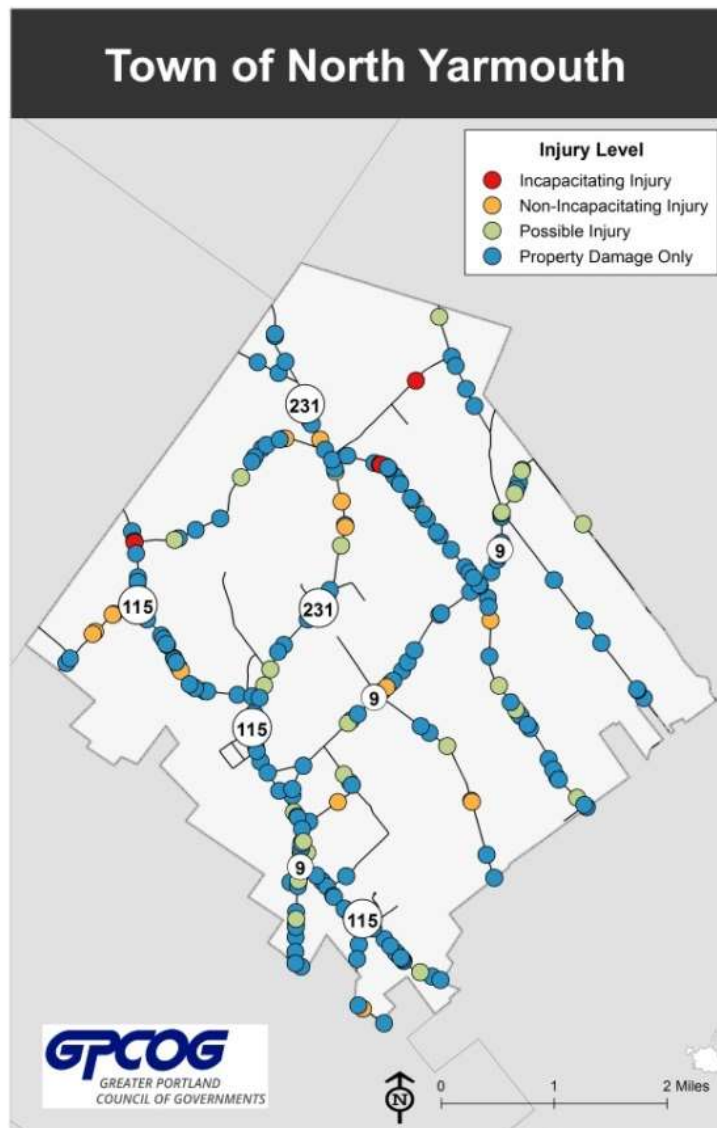 Town of North Yarmouth
Injury Level
Incapacitating Injury
Non-Incapacitating Injury
Possible Injury
Property Damage Only
231
9
115
231
9
115
9
115
GPCOG
GREATER PORTLAND
COUNCIL OF GOVERNMENTS
N
0 1 2 Miles